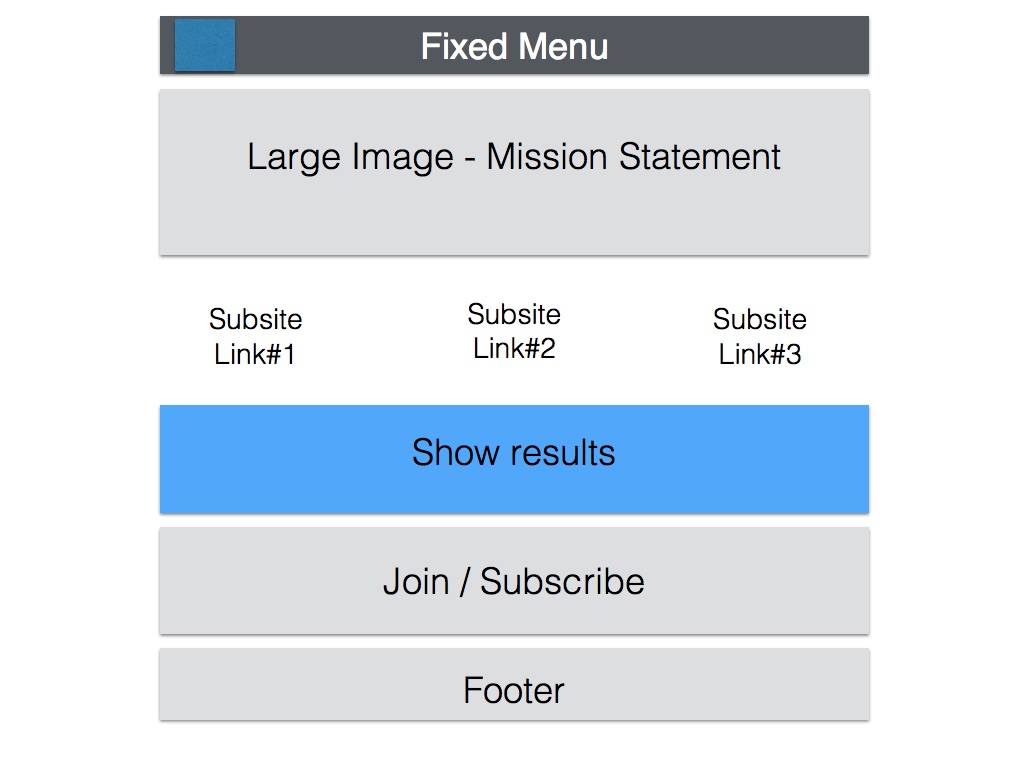 Fixed Menu
Large Image - Mission Statement
Subsite
Link#1
Subsite
Link#2
Subsite
Link#3
Show results
Join / Subscribe
Footer